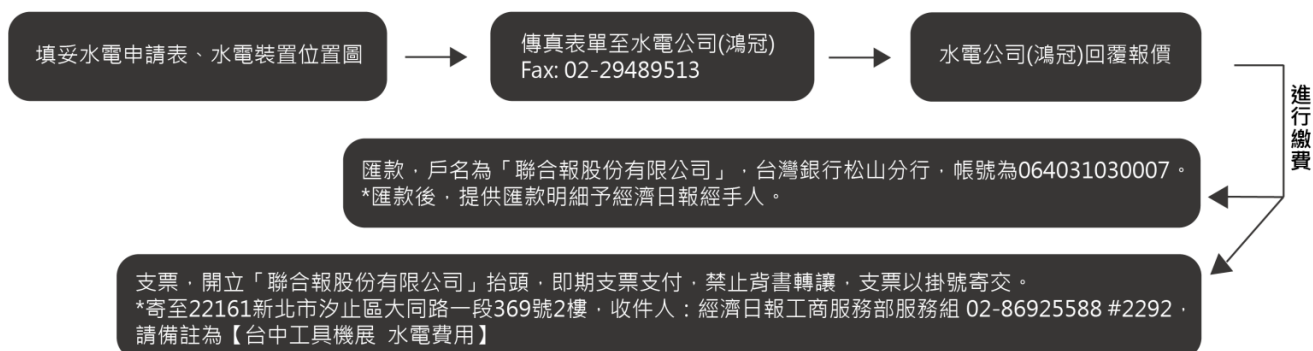 填妥水電申請表、水電裝置位置圖
傳真表單至水電公司(鴻冠)
Fax: 02-29489513
水電公司(鴻冠)回覆報價
進行繳費
匯款，戶名為「聯合報股份有限公司」，台灣銀行松山分行，帳號為064031030007。
*匯款後，提供匯款明細予經濟日報經手人。
支票，開立「聯合報股份有限公司」抬頭，即期支票支付，禁止背書轉讓，支票以掛號寄交。
*寄至22161新北市汐止區大同路一段369號2樓，收件人：經濟日報工商服務部服務組 02-86925588 #2292，
請備註為【台中工具機展 水電費用】